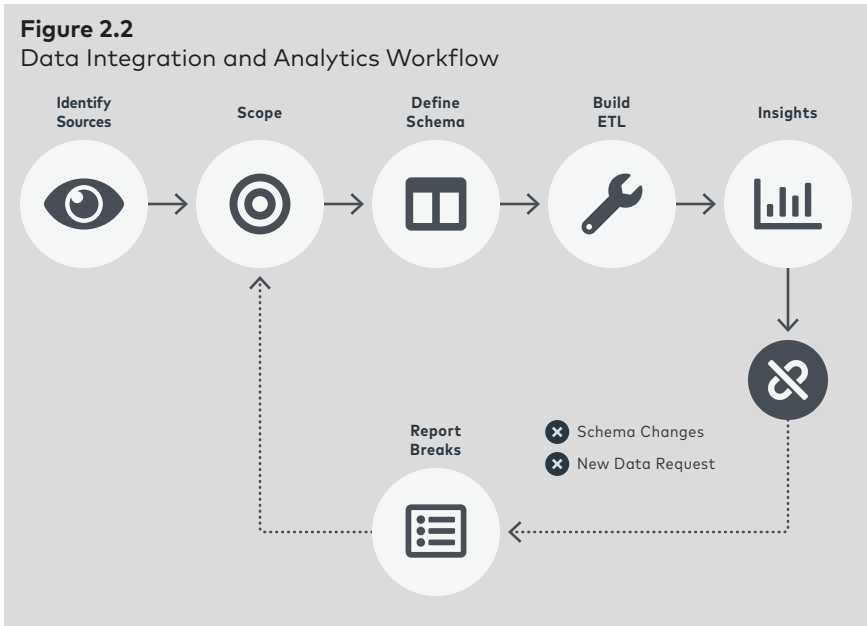 Figure 2.2
Data Integration and Analytics Workflow
Identify
Sources
Scope
Define
Schema
Build
ETL
Insights
Schema Changes
New Data Request
Report
Breaks